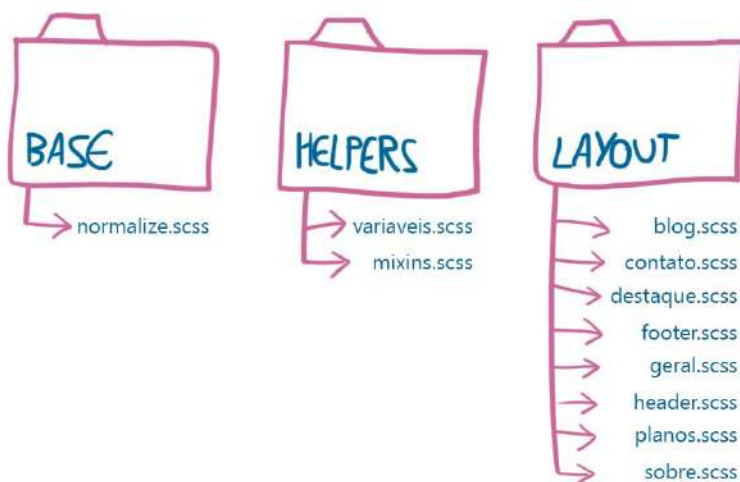 BASE
normalize.scss
HELPERS
variaveis.scss
mixins.scss
LAYOUT
blog.scss
contato.scss
destaque.scss
footer.scss
geral.scss
header.scss
planos.scss
sobre.scss